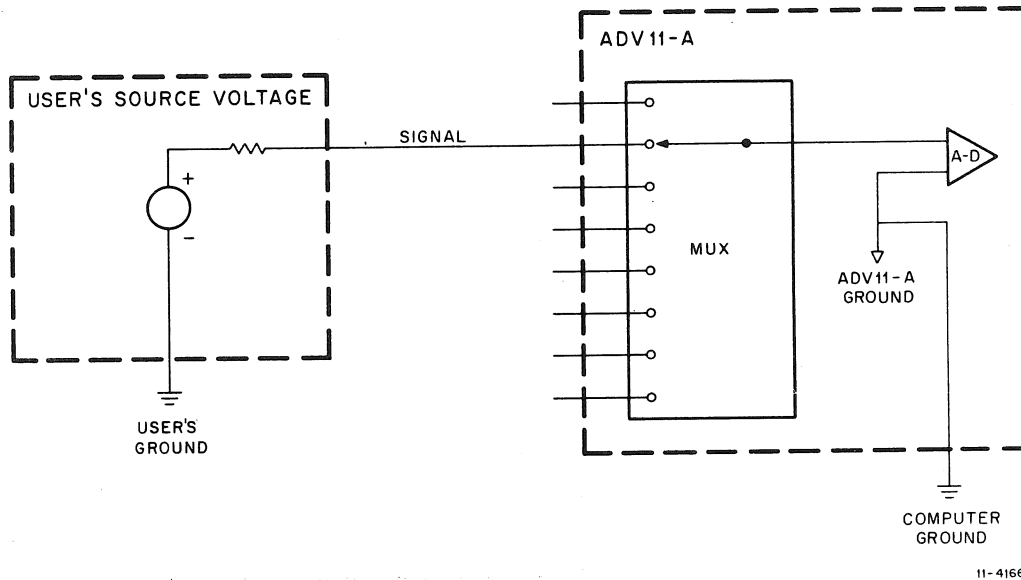 ADV11-A
USER'S SOURCE VOLTAGE
SIGNAL
+
-
A-D
MUX
ADV11-A
GROUND
USER'S
GROUND
COMPUTER
GROUND
11-4166